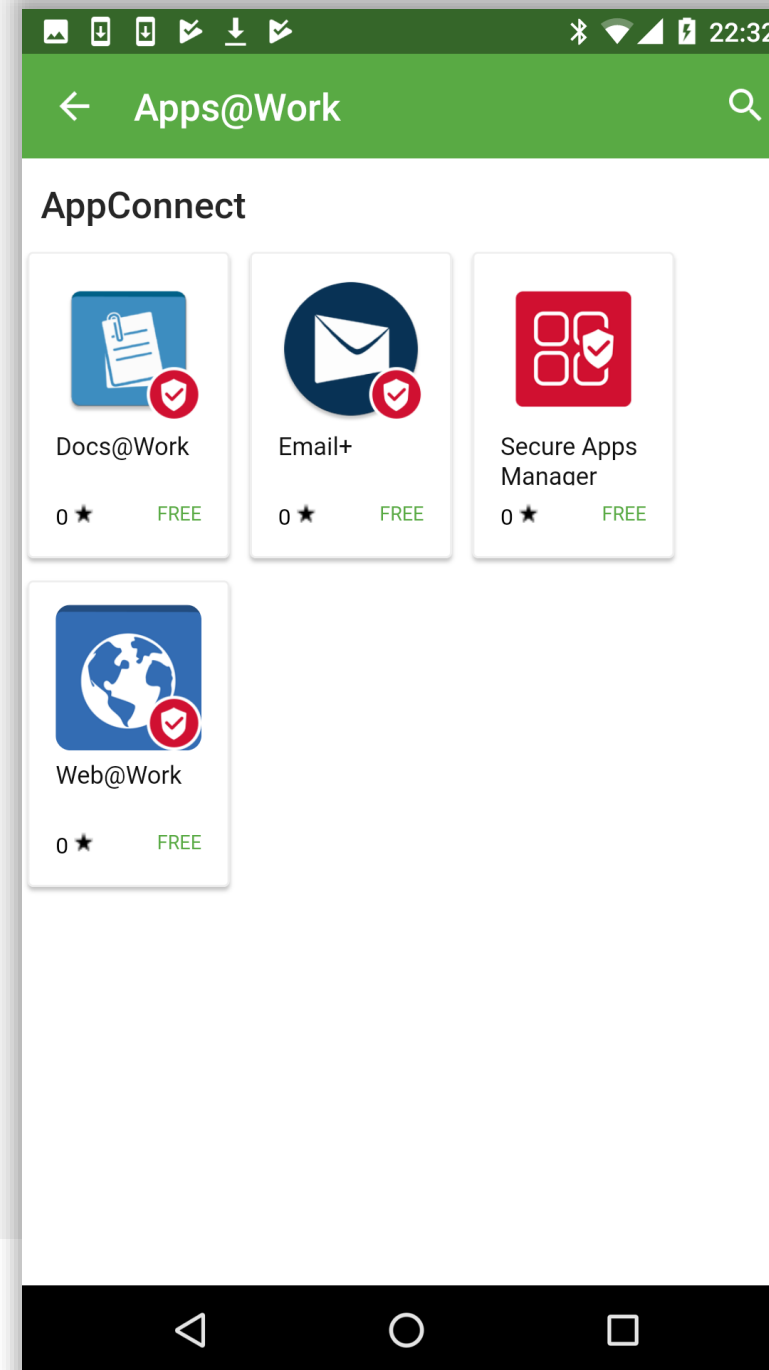 22:32
Apps@Work
AppConnect
Docs@Work
0 ★ FREE
Email+
0 ★ FREE
Secure Apps
Manager
0 ★ FREE
Web@Work
0 ★ FREE